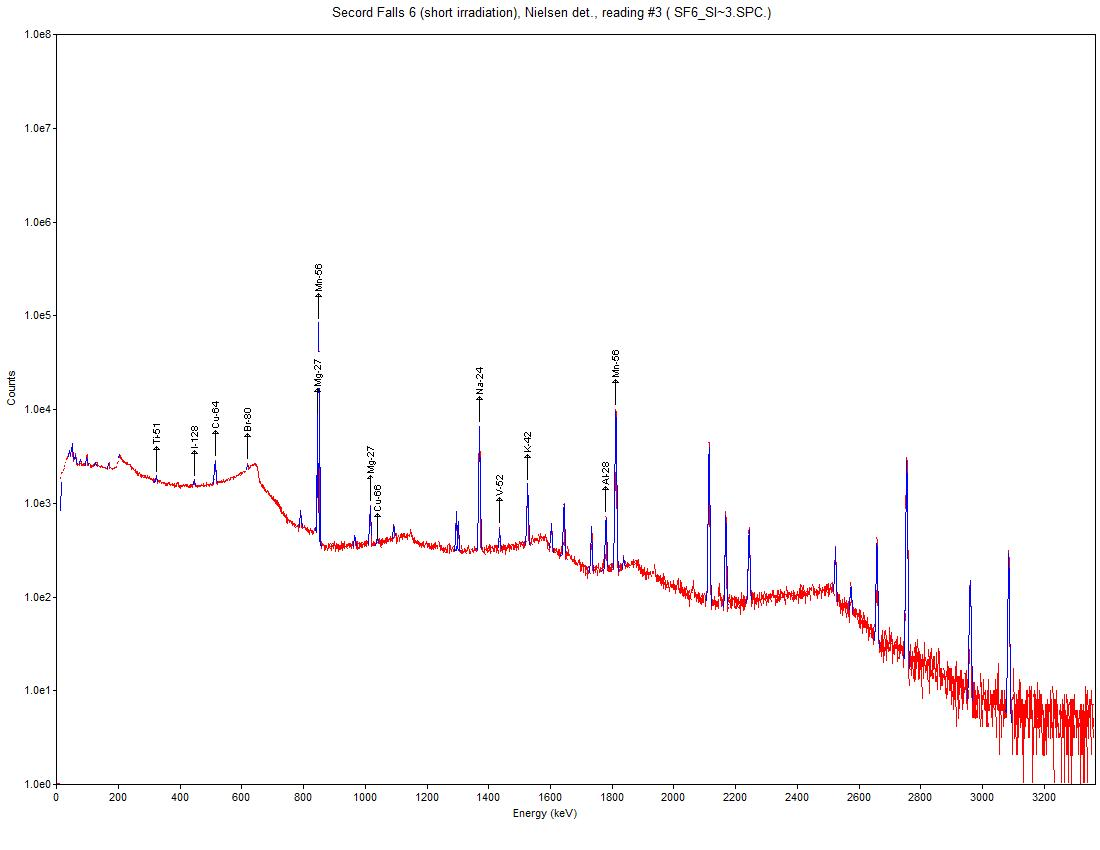 Secord Falls 6 (short irradiation), Nielsen det., reading #3 ( SF6_SI~3.SPC.)
1.0e8
1.0e7
1.0e6
1.0e5
1.0e4
1.0e3
1.0e2
1.0e1
1.0e0
Counts
Ti-51
I-128
Cu-64
Br-80
Mn-56
Mg-27
Mg-27
Cu-66
Na-24
V-52
K-42
Al-28
Mn-56
0 200 400 600 800 1000 1200 1400 1600 1800 2000 2200 2400 2600 2800 3000 3200
Energy (keV)